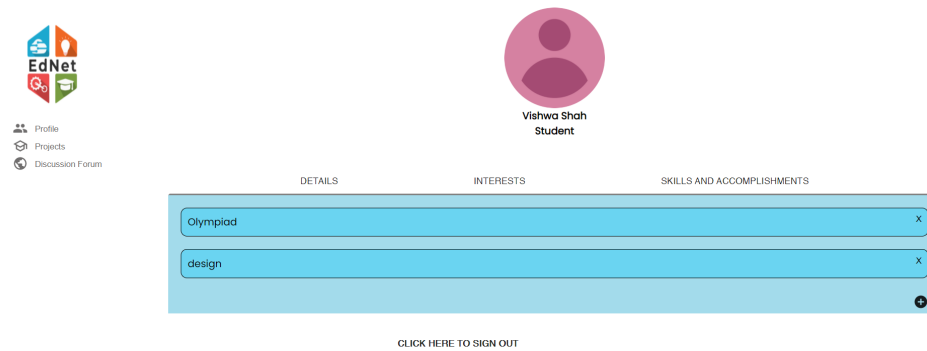 EdNet
Profile
Projects
Discussion Forum
Vishwa Shah
Student
DETAILS INTERESTS SKILLS AND ACCOMPLISHMENTS
Olympiad X
design X
CLICK HERE TO SIGN OUT